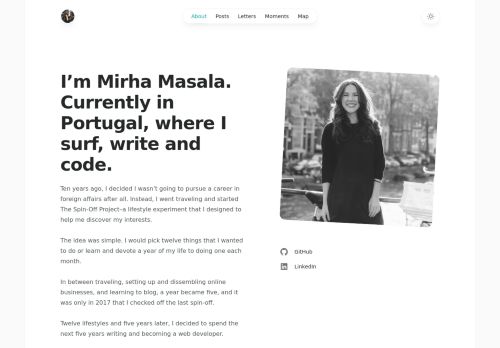 About Posts Letters Moments Map
I’m Mirha Masala.
Currently in
Portugal, where I
surf, write and
code.
Ten years ago, I decided I wasn’t going to pursue a career in
foreign affairs after all. Instead, I went traveling and started
The Spin-Off Project–a lifestyle experiment that I designed to
help me discover my interests.
The idea was simple. I would pick twelve things that I wanted
to do or learn and devote a year of my life to doing one each
month.
In between traveling, setting up and dissembling online
businesses, and learning to blog, a year became five, and it
was only in 2017 that I checked off the last spin-off.
Twelve lifestyles and five years later, I decided to spend the
next five years writing and becoming a web developer.
GitHub
LinkedIn